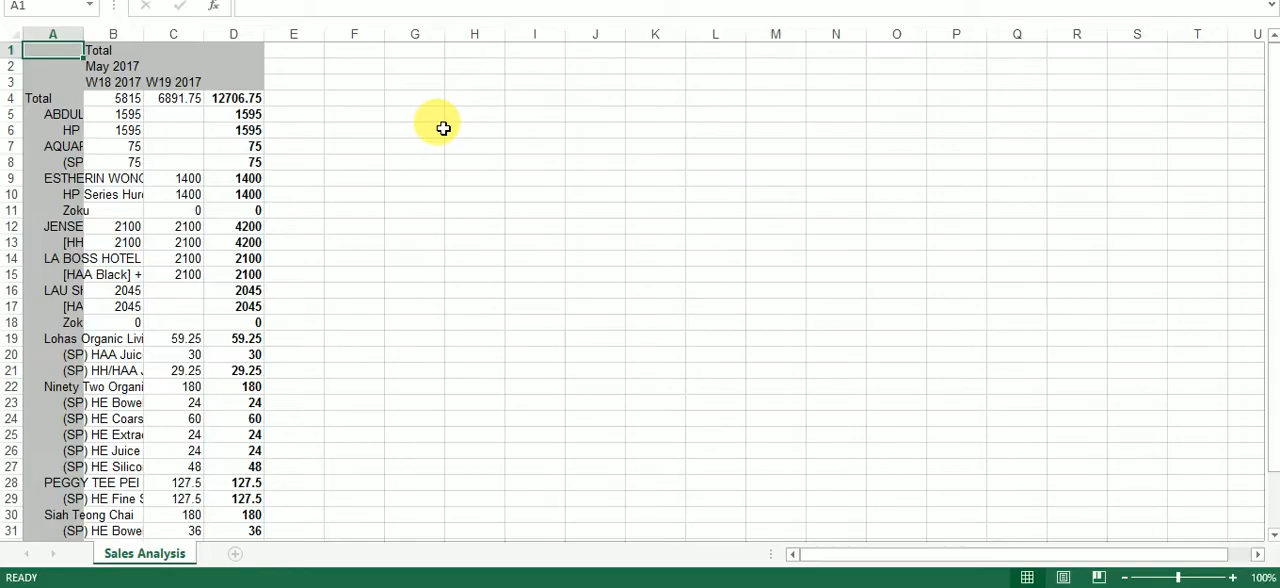 A1 fx
A B C D E F G H I J K L M N O P Q R S T U
1 Total
2 May 2017
3 W18 2017 W19 2017
4 Total 5815 6891.75 12706.75
5 ABDUL 1595 1595
6 HP 1595 1595
7 AQUAR 75 75
8 (SP 75 75
9 ESTHERIN WONG 1400 1400
10 HP Series Huro 1400 1400
11 Zoku 0 0
12 JENSE 2100 2100 4200
13 [HH 2100 2100 4200
14 LA BOSS HOTEL 2100 2100
15 [HAA Black] + 2100 2100
16 LAU SH 2045 2045
17 [HA 2045 2045
18 Zok 0 0
19 Lohas Organic Livi 59.25 59.25
20 (SP) HAA Juic 30 30
21 (SP) HH/HAA J 29.25 29.25
22 Ninety Two Organi 180 180
23 (SP) HE Bowe 24 24
24 (SP) HE Coars 60 60
25 (SP) HE Extra 24 24
26 (SP) HE Juice 24 24
27 (SP) HE Silico 48 48
28 PEGGY TEE PEI 127.5 127.5
29 (SP) HE Fine S 127.5 127.5
30 Siah Teong Chai 180 180
31 (SP) HE Bowe 36 36
Sales Analysis
READY 100%